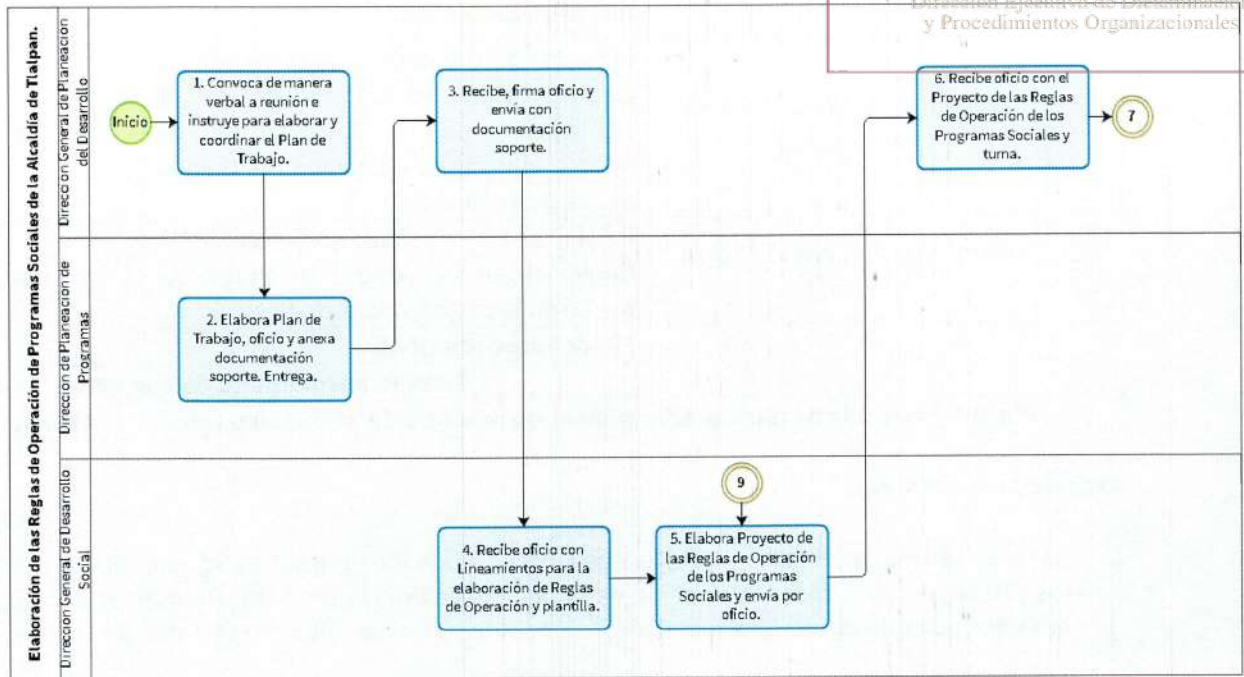 Dirección Ejecutiva de Dictaminación
y Procedimientos Organizacionales
Elaboración de las Reglas de Operación de Programas Sociales de la Alcaldía de Tlalpan.
Dirección General de Planeación
del Desarrollo
Inicio
1. Convoca de manera
verbal a reunión e
instruye para elaborar y
coordinar el Plan de
Trabajo.
3. Recibe, firma oficio y
envía con
documentación
soporte.
6. Recibe oficio con el
Proyecto de las Reglas
de Operación de los
Programas Sociales y
turna.
7
Dirección de Planeación de
Programas
2. Elabora Plan de
Trabajo, oficio y anexa
documentación
soporte. Entrega.
Dirección General de Desarrollo
Social
4. Recibe oficio con
Lineamientos para la
elaboración de Reglas
de Operación y plantilla.
9
5. Elabora Proyecto de
las Reglas de Operación
de los Programas
Sociales y envía por
oficio.